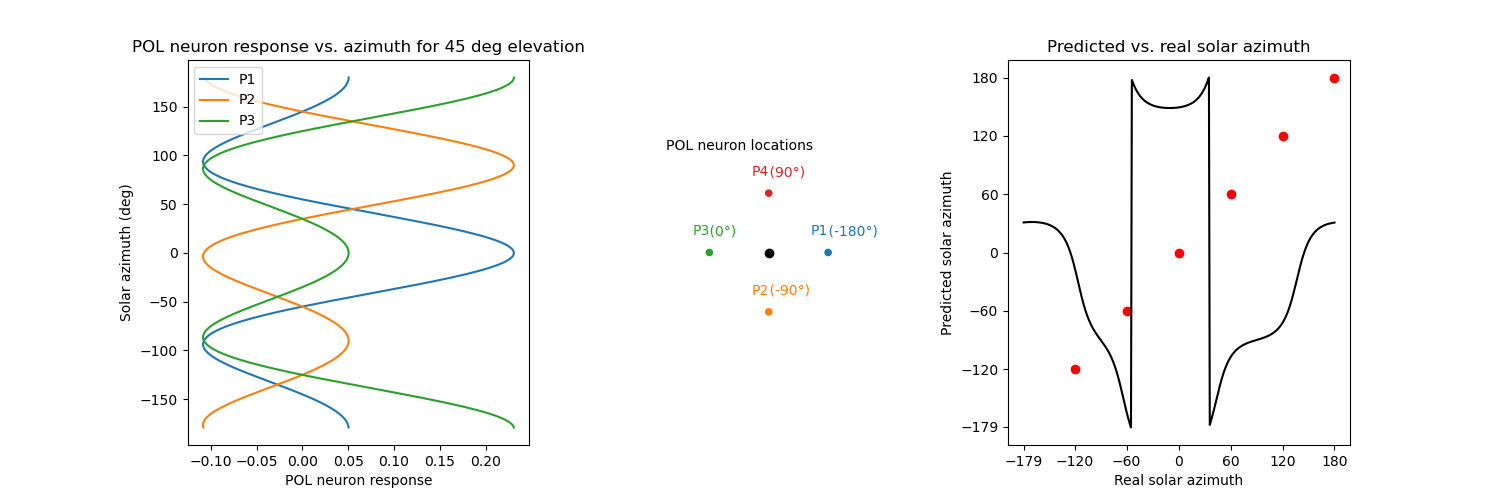 POL neuron response vs. azimuth for 45 deg elevation
P1
P2
P3
150
100
50
0
−50
−100
−150
Solar azimuth (deg)
−0.10 −0.05 0.00 0.05 0.10 0.15 0.20
POL neuron response
POL neuron locations
P4(90°)
P3(0°) P1(-180°)
P2(-90°)
Predicted vs. real solar azimuth
180
120
60
0
−60
−120
−179
Predicted solar azimuth
−179 −120 −60 0 60 120 180
Real solar azimuth